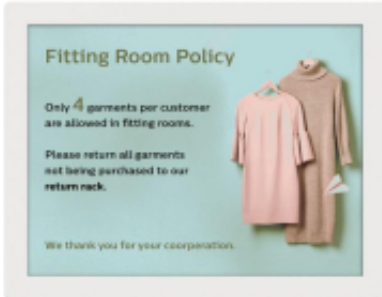 Fitting Room Policy
Only 4 garments per customer
are allowed in fitting rooms.
Please return all garments
not being purchased to our
return rack.
We thank you for your coorperation.